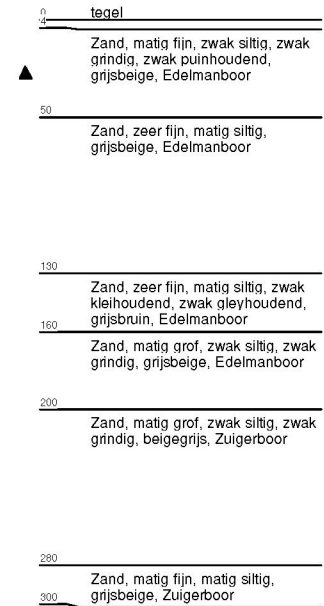 0 tegel
4
Zand, matig fijn, zwak siltig, zwak
grindig, zwak puinhoudend,
grijsbeige, Edelmanboor
50
Zand, zeer fijn, matig siltig,
grijsbeige, Edelmanboor
130
Zand, zeer fijn, matig siltig, zwak
kleihoudend, zwak gleyhoudend,
grijsbruin, Edelmanboor
160
Zand, matig grof, zwak siltig, zwak
grindig, grijsbeige, Edelmanboor
200
Zand, matig grof, zwak siltig, zwak
grindig, beigegrijs, Zuigerboor
280
Zand, matig fijn, matig siltig,
grijsbeige, Zuigerboor
300